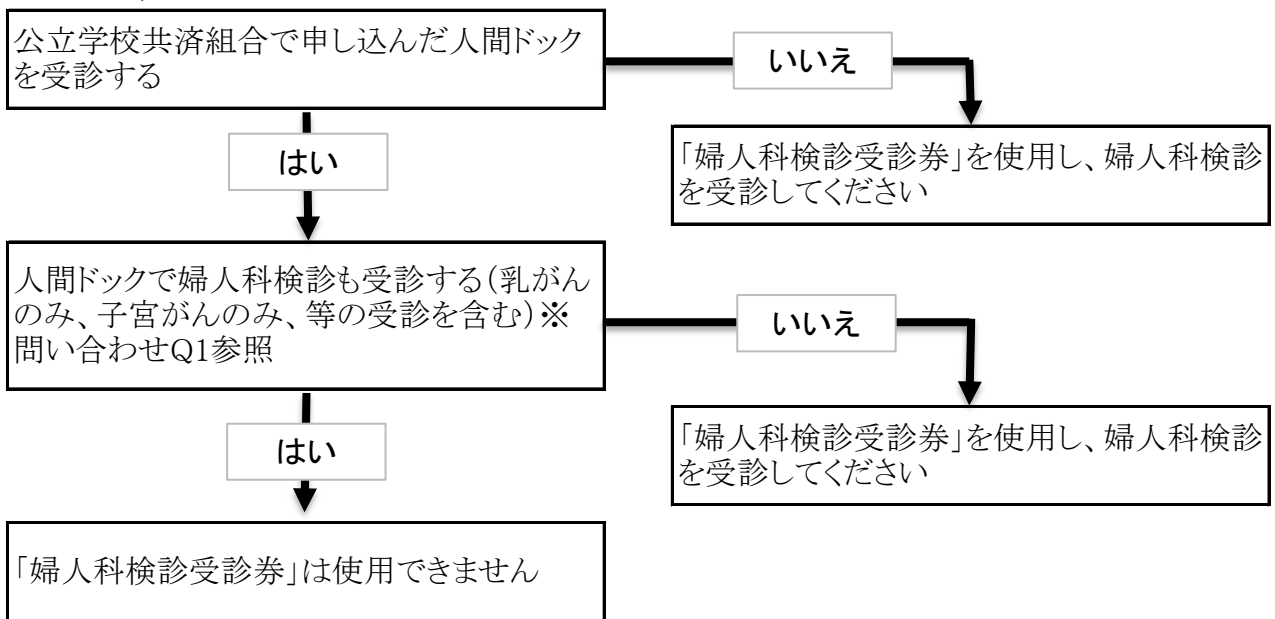 公立学校共済組合で申し込んだ人間ドック
を受診する
いいえ
はい
「婦人科検診受診券」を使用し、婦人科検診
を受診してください
人間ドックで婦人科検診も受診する(乳がん
のみ、子宮がんのみ、等の受診を含む)※
問い合わせQ1参照
いいえ
はい
「婦人科検診受診券」を使用し、婦人科検診
を受診してください
「婦人科検診受診券」は使用できません